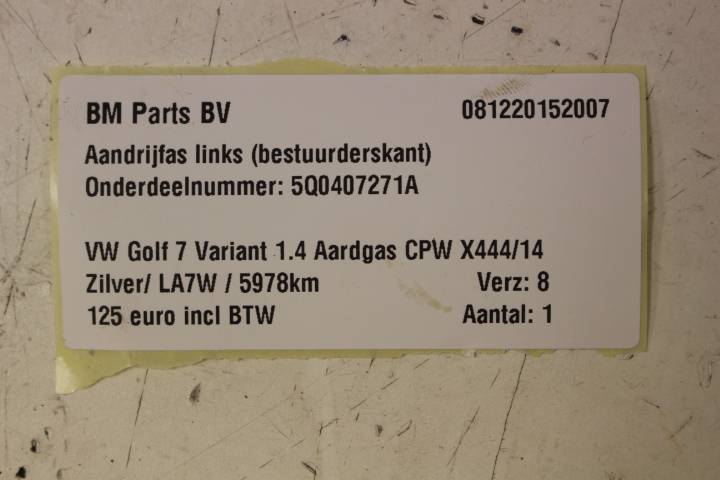 BM Parts BV 081220152007
Aandrijfas links (bestuurderskant)
Onderdeelnummer: 5Q0407271A
VW Golf 7 Variant 1.4 Aardgas CPW X444/14
Zilver/ LA7W / 5978km Verz: 8
125 euro incl BTW Aantal: 1